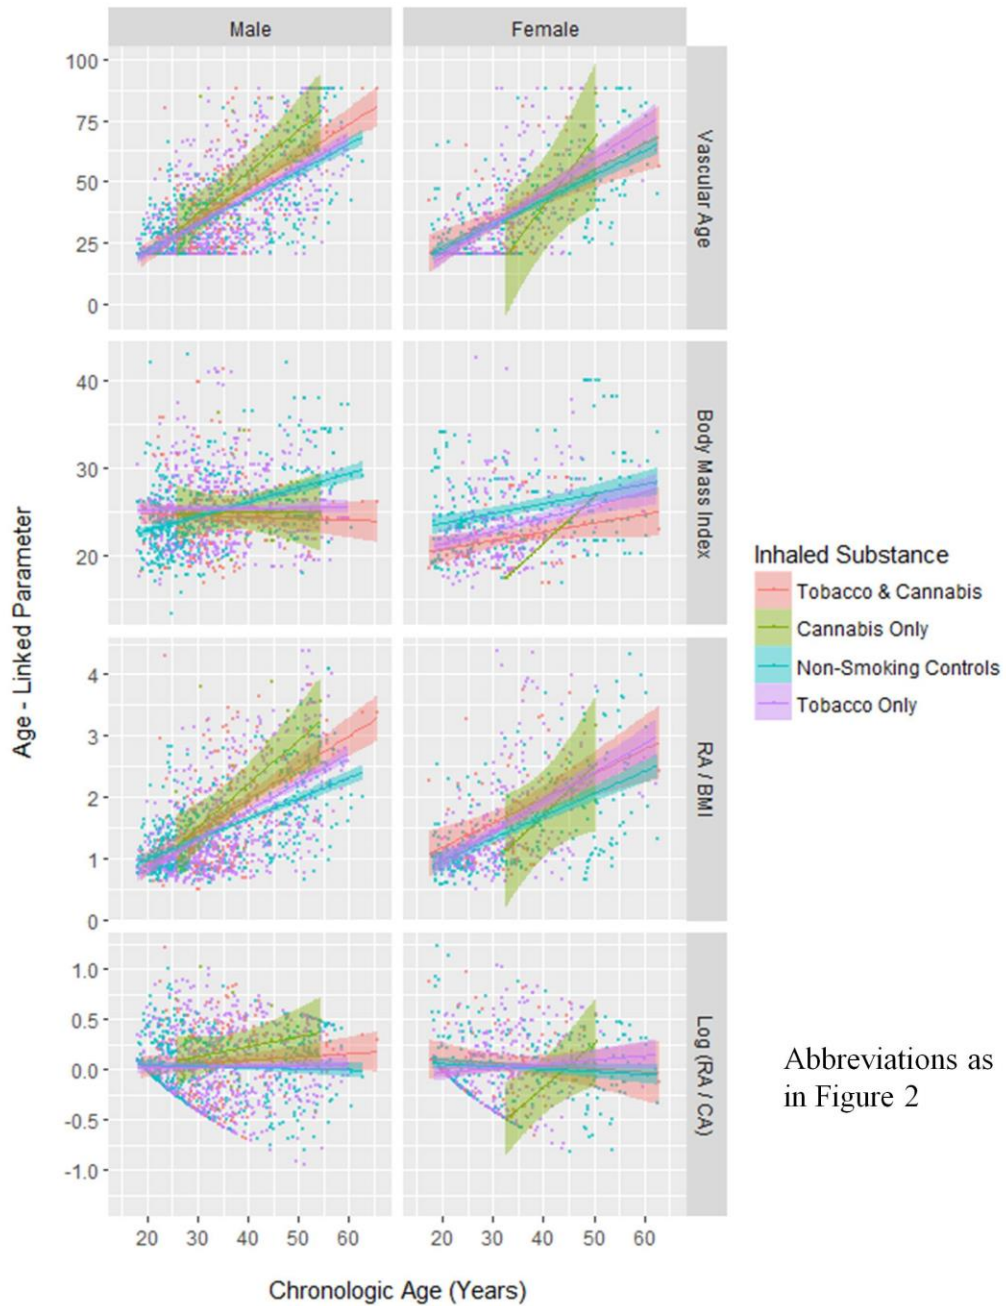 Male Female
100
75
50
25
0
Vascular Age
40
30
20
Body Mass Index
4
3
2
1
0
RA / BMI
1.0
0.5
0.0
-0.5
-1.0
Log (RA / CA)
20 30 40 50 60 20 30 40 50 60
Chronologic Age (Years)
Age - Linked Parameter
Inhaled Substance
Tobacco & Cannabis
Cannabis Only
Non-Smoking Controls
Tobacco Only
Abbreviations as
in Figure 2